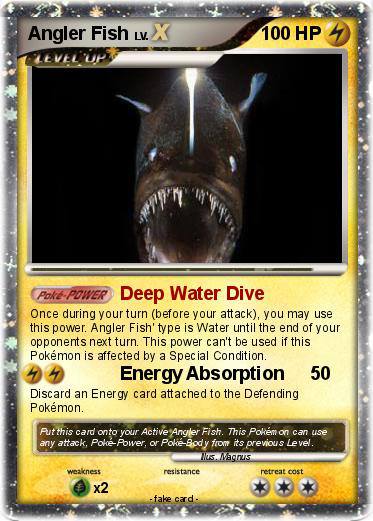 Angler Fish LV. X 100 HP
LEVEL-UP
Poké-POWER Deep Water Dive
Once during your turn (before your attack), you may use
this power. Angler Fish' type is Water until the end of your
opponents next turn. This power can't be used if this
Pokémon is affected by a Special Condition.
Energy Absorption 50
Discard an Energy card attached to the Defending
Pokémon.
Put this card onto your Active Angler Fish. This Pokémon can use
any attack, Poké-Power, or Poké-Body from its previous Level.
Illus. Magnus
weakness resistance retreat cost
x2
- fake card -